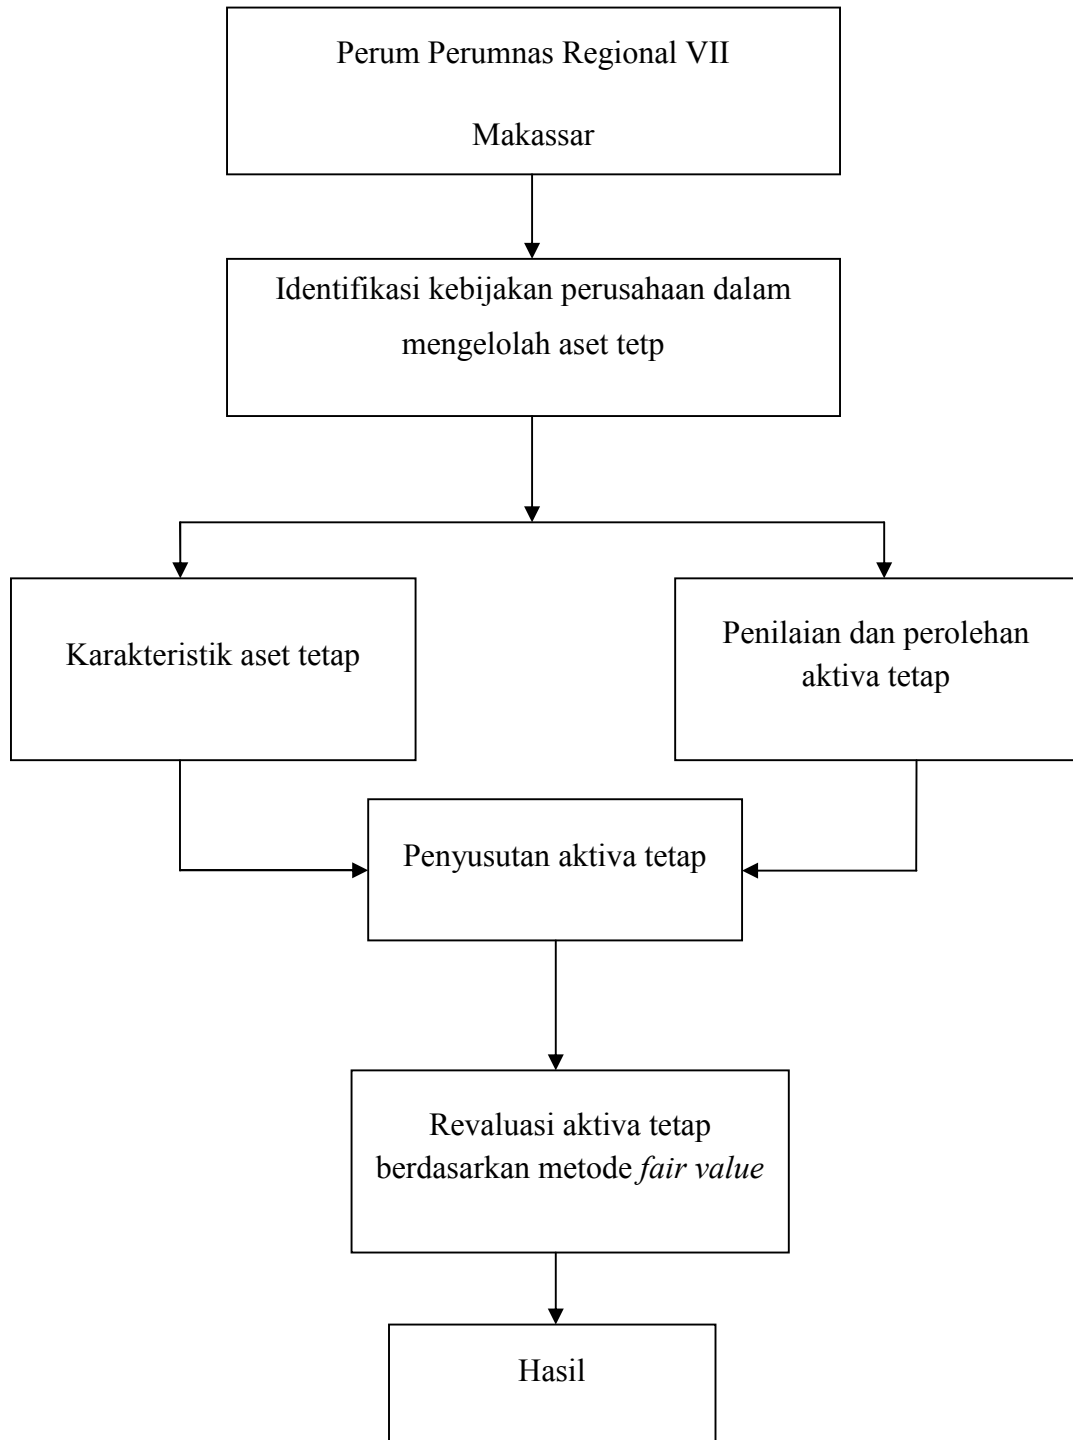 Perum Perumnas Regional VII
Makassar
Identifikasi kebijakan perusahaan dalam
mengelolah aset tetp
Karakteristik aset tetap
Penilaian dan perolehan
aktiva tetap
Penyusutan aktiva tetap
Revaluasi aktiva tetap
berdasarkan metode fair value
Hasil